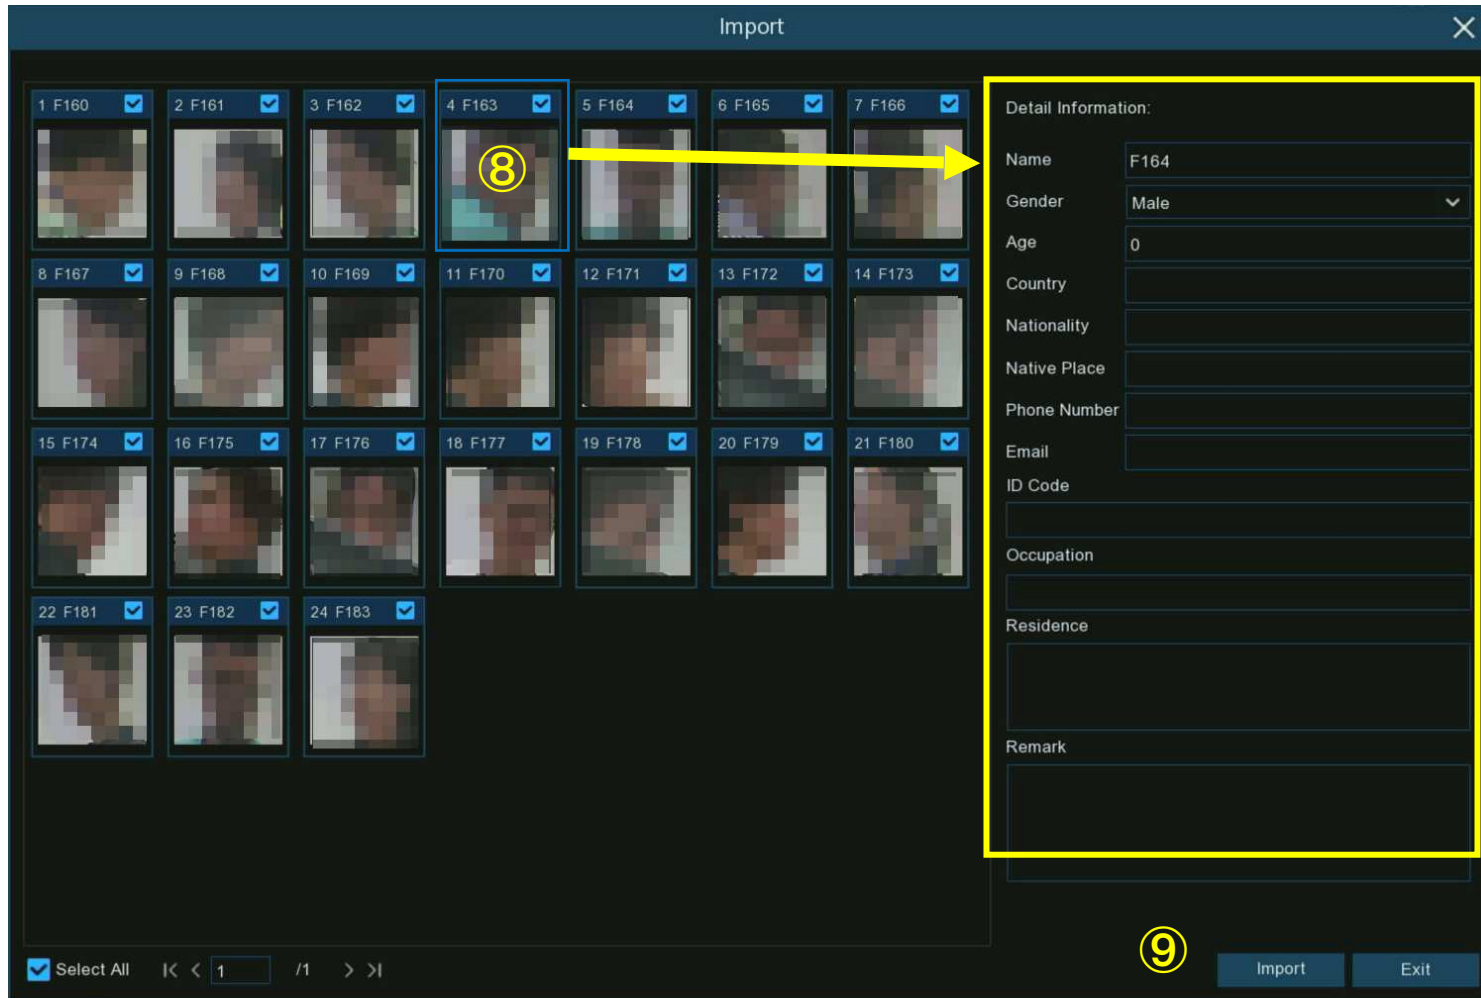 Import
1 F160
2 F161
3 F162
4 F163
5 F164
6 F165
7 F166
⑧
8 F167
9 F168
10 F169
11 F170
12 F171
13 F172
14 F173
15 F174
16 F175
17 F176
18 F177
19 F178
20 F179
21 F180
22 F181
23 F182
24 F183
Detail Information:
Name F164
Gender Male
Age 0
Country
Nationality
Native Place
Phone Number
Email
ID Code
Occupation
Residence
Remark
⑨
Select All 1 /1
Import Exit